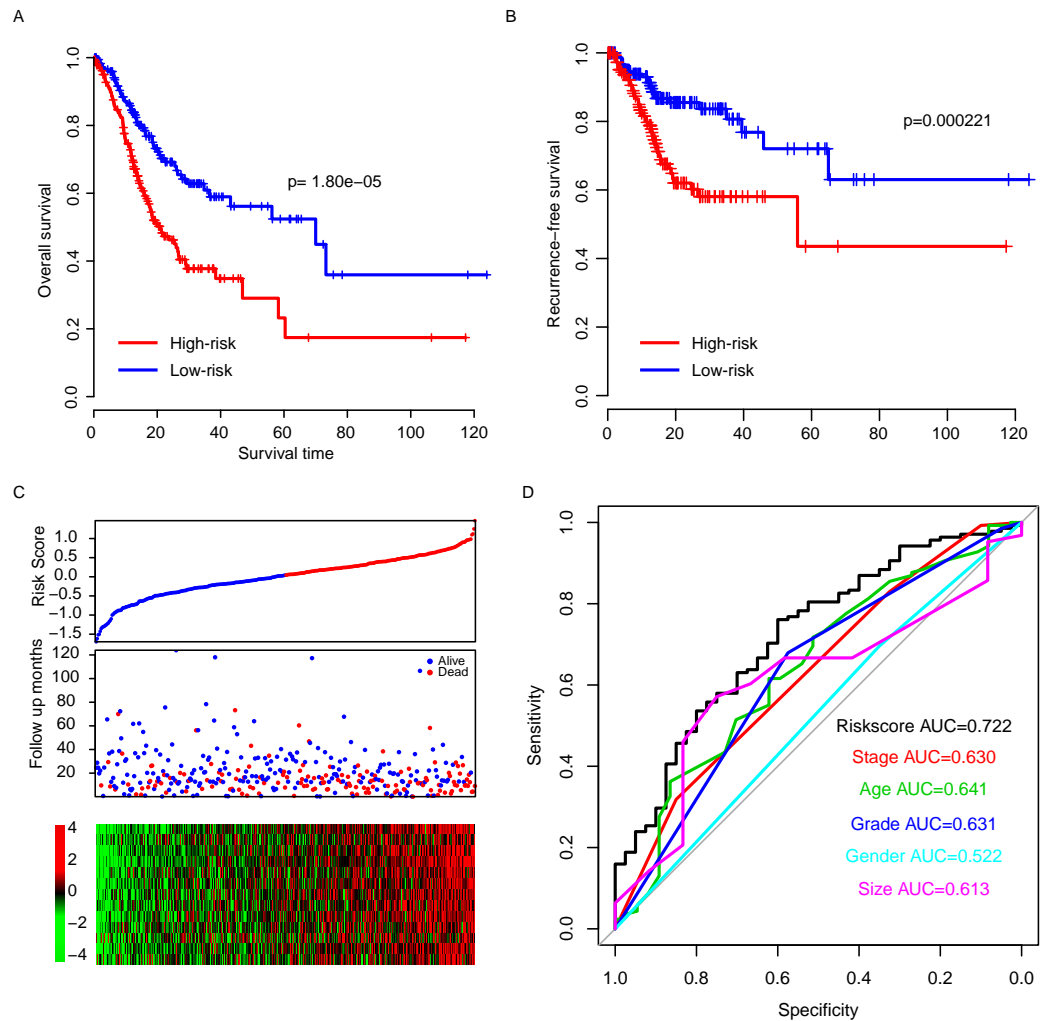 A
Overall survival
1.0
0.8
0.6
0.4
0.2
0.0
p= 1.80e−05
High-risk
Low-risk
0 20 40 60 80 100 120
Survival time
B
Recurrence−free survival
1.0
0.8
0.6
0.4
0.2
0.0
p=0.000221
High-risk
Low-risk
0 20 40 60 80 100 120
C
Risk Score
1.0
0.5
0.0
−0.5
−1.0
−1.5
Follow up months
120
100
80
60
40
20
Alive
Dead
4
2
0
−2
−4
D
Sensitivity
1.0
0.8
0.6
0.4
0.2
0.0
Riskscore AUC=0.722
Stage AUC=0.630
Age AUC=0.641
Grade AUC=0.631
Gender AUC=0.522
Size AUC=0.613
1.0 0.8 0.6 0.4 0.2 0.0
Specificity